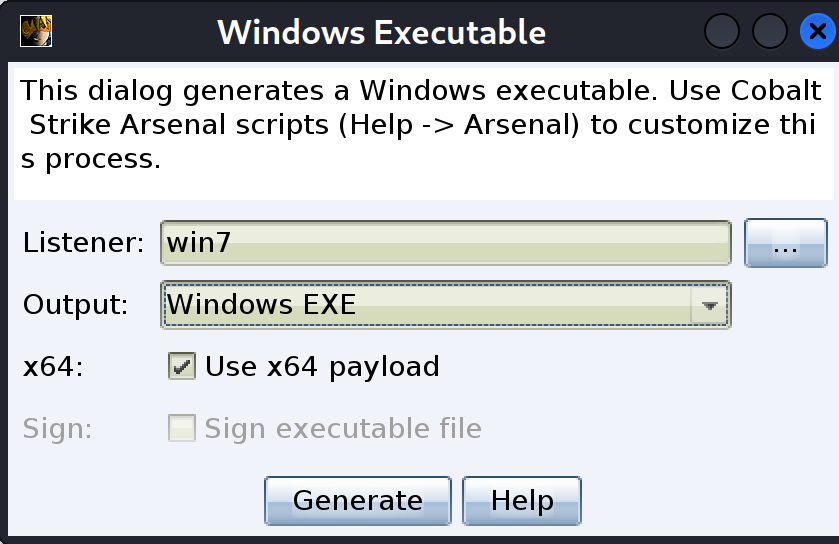 Windows Executable
This dialog generates a Windows executable. Use Cobalt
Strike Arsenal scripts (Help -> Arsenal) to customize thi
s process.
Listener: win7 ...
Output: Windows EXE
x64: Use x64 payload
Sign: Sign executable file
Generate Help